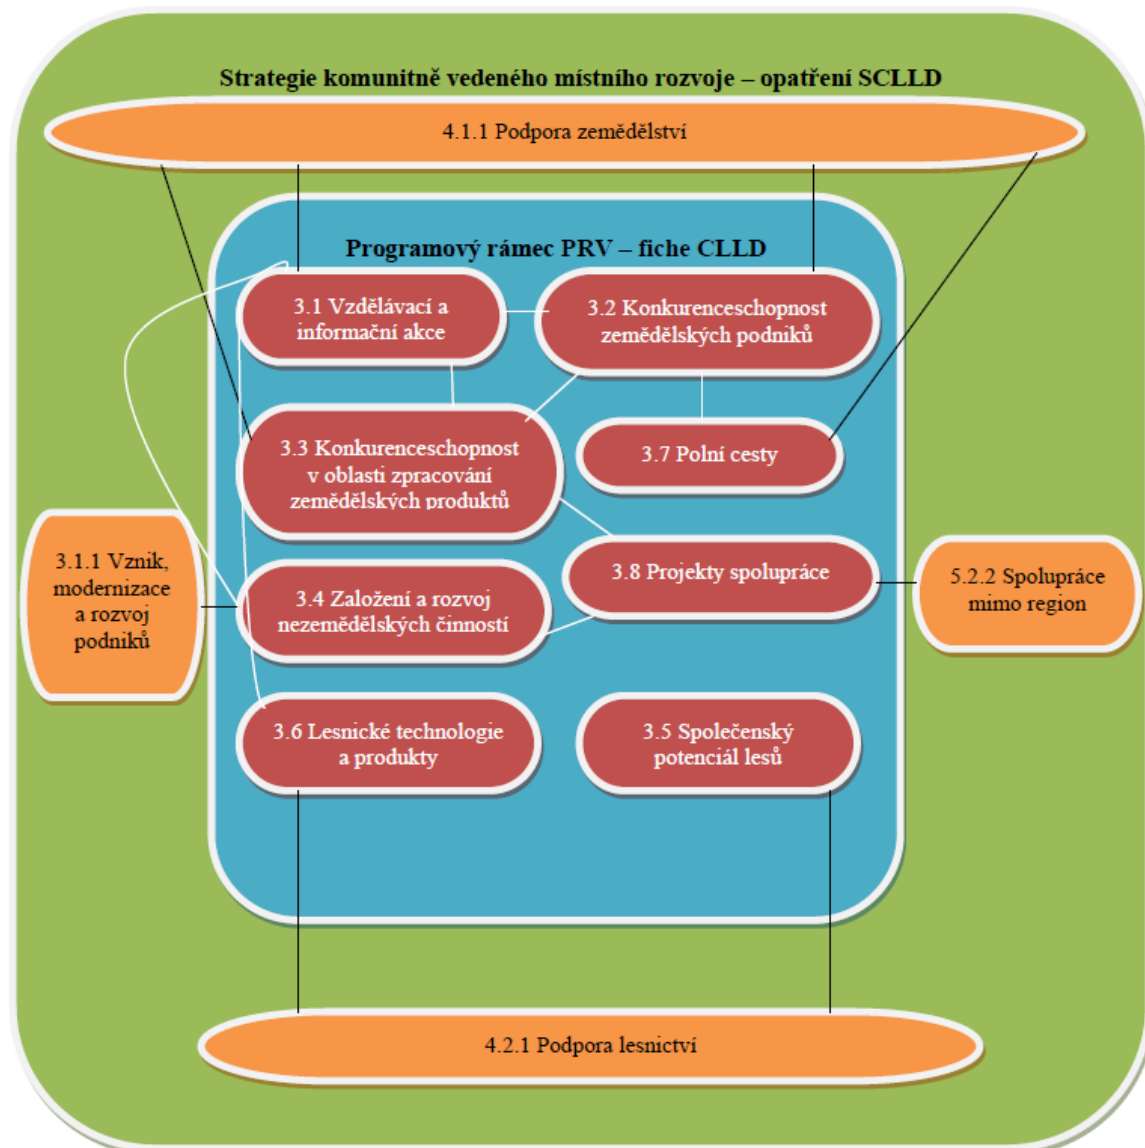 Strategie komunitně vedeného místního rozvoje – opatření SCLLD
4.1.1 Podpora zemědělství
Programový rámec PRV – fiche CLLD
3.1 Vzdělávací a
informační akce
3.2 Konkurenceschopnost
zemědělských podniků
3.3 Konkurenceschopnost
v oblasti zpracování
zemědělských produktů
3.7 Polní cesty
3.1.1 Vznik,
modernizace
a rozvoj
podniků
3.8 Projekty spolupráce
5.2.2 Spolupráce
mimo region
3.4 Založení a rozvoj
nezemědělských činností
3.6 Lesnické technologie
a produkty
3.5 Společenský
potenciál lesů
4.2.1 Podpora lesnictví